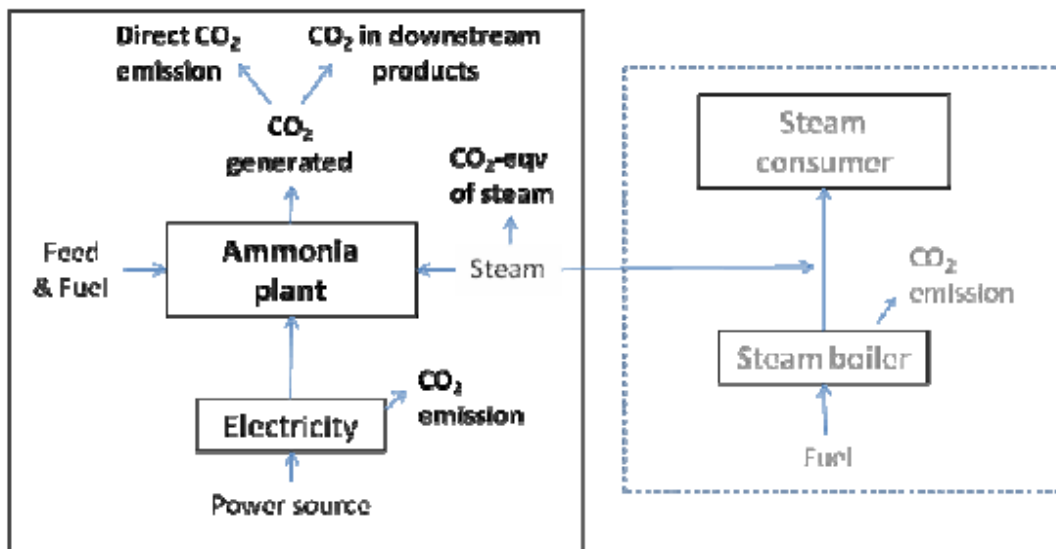 Direct CO₂
emission
CO₂ in downstream
products
CO₂
generated
CO₂-eqv
of steam
Feed
& Fuel
Ammonia
plant
Steam
Electricity
CO₂
emission
Power source
Steam
consumer
CO₂
emission
Steam boiler
Fuel